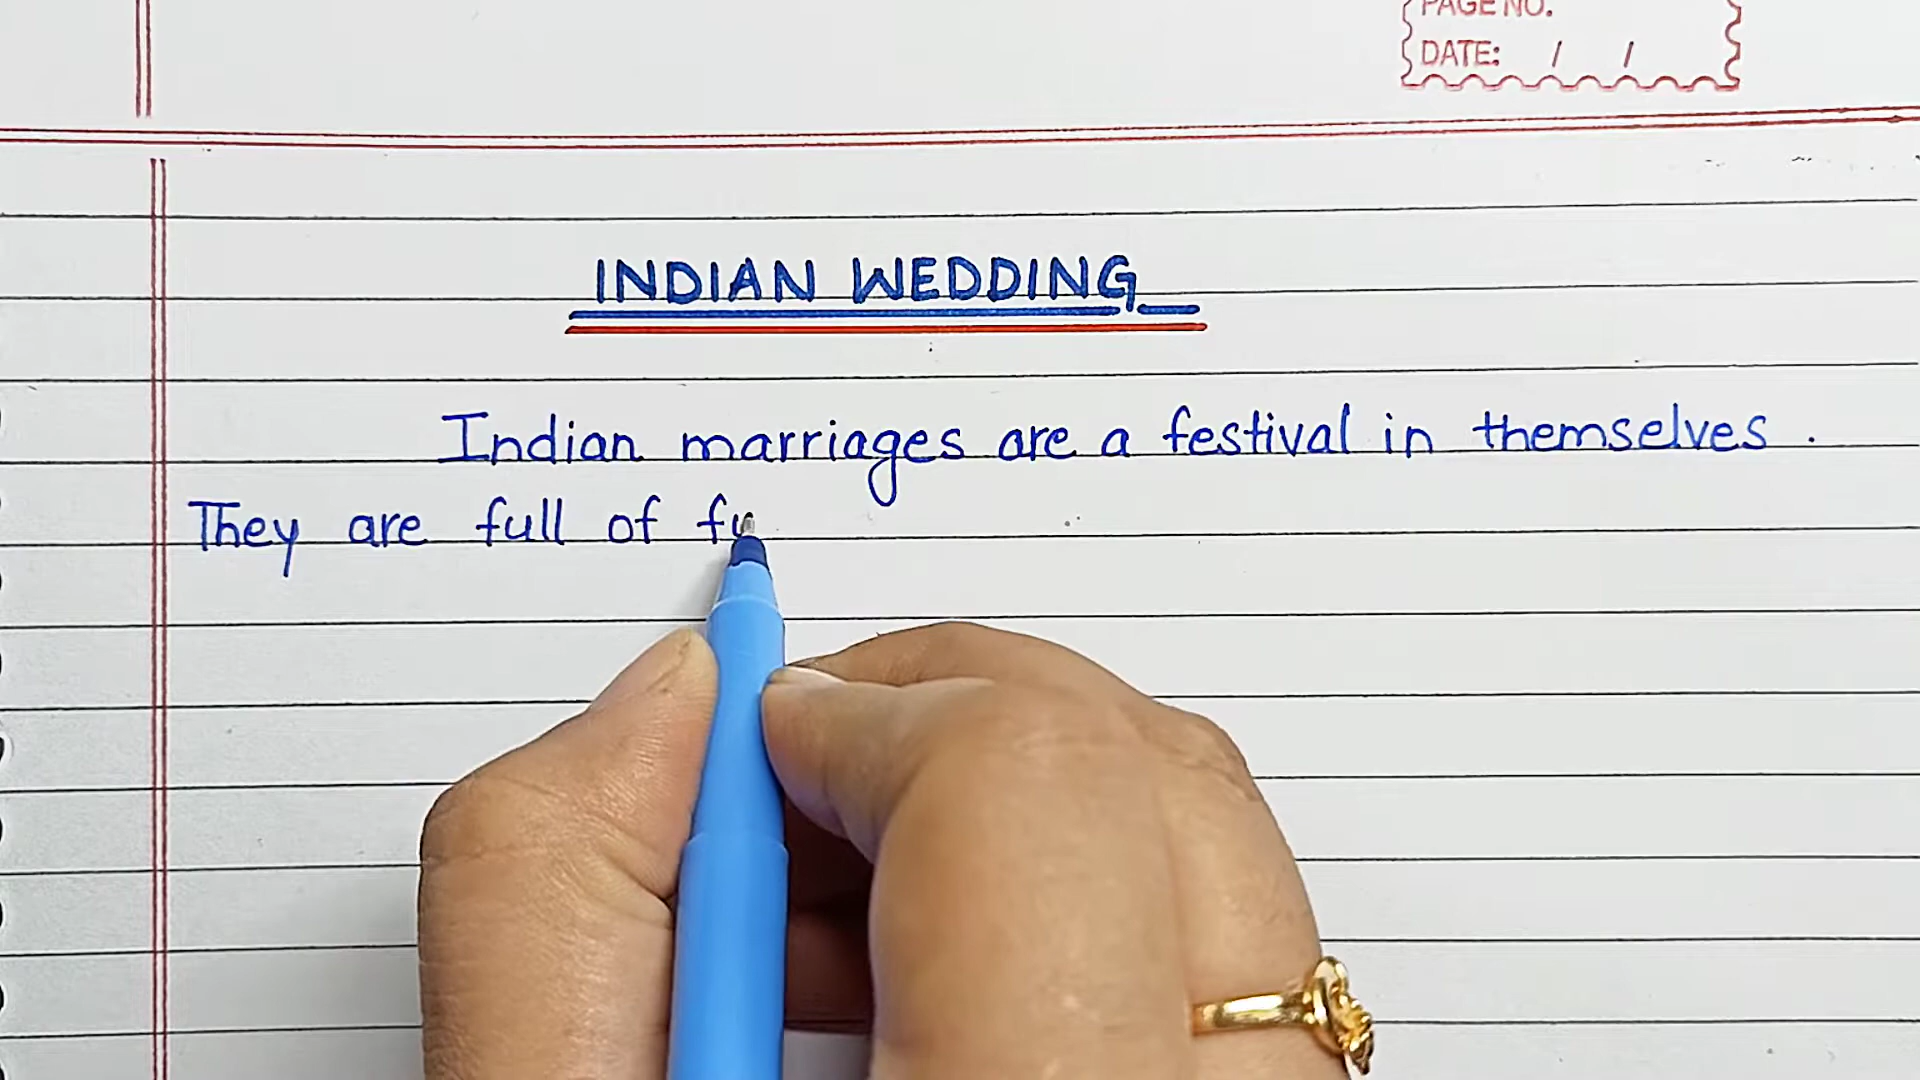 PAGE NO.
DATE: / /
INDIAN WEDDING
Indian marriages are a festival in themselves.
They are full of